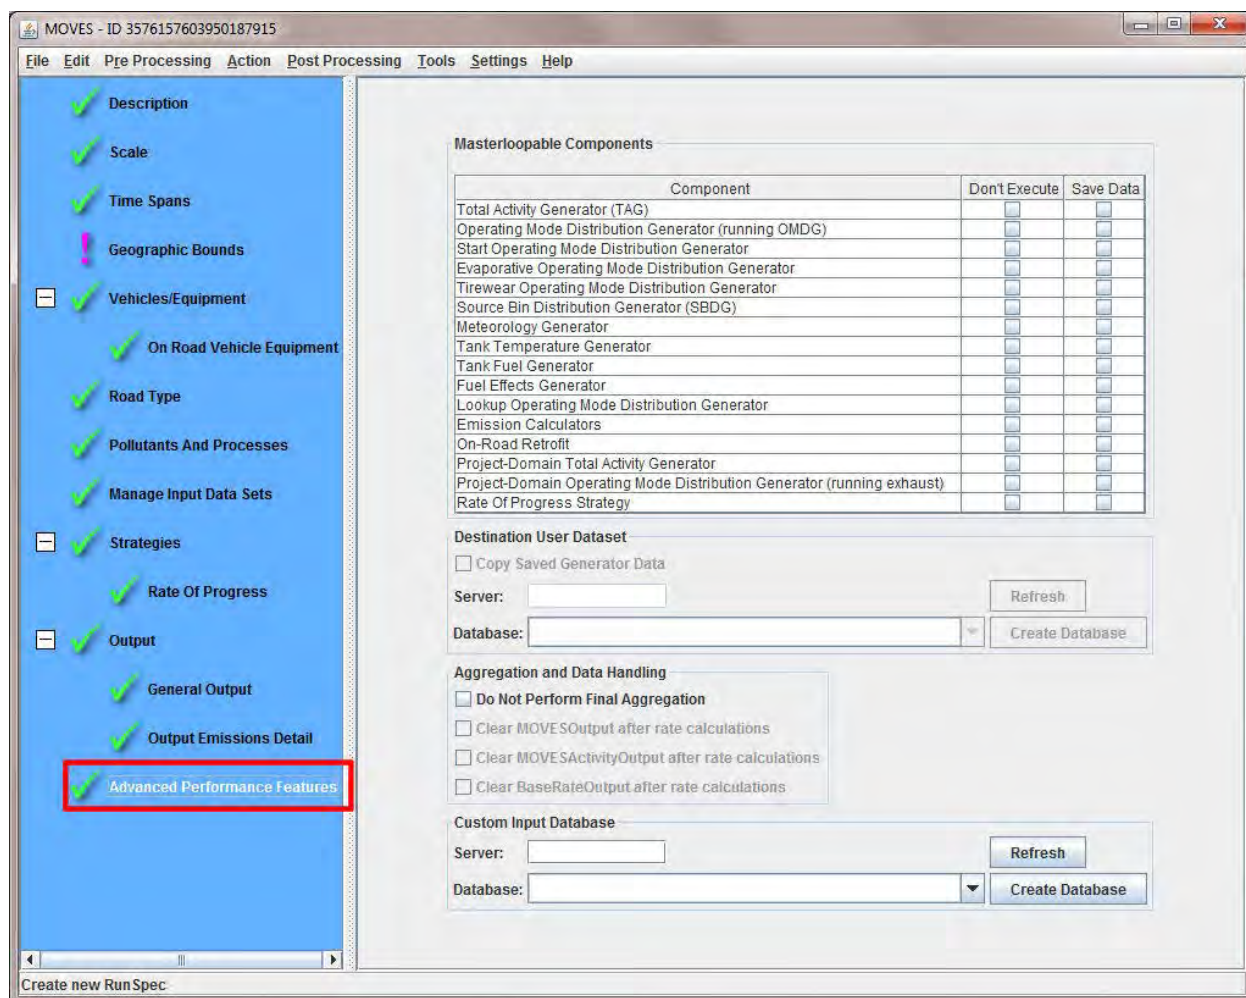 MOVES - ID 3576157603950187915
File Edit Pre Processing Action Post Processing Tools Settings Help
Description
Scale
Time Spans
Geographic Bounds
Vehicles/Equipment
On Road Vehicle Equipment
Road Type
Pollutants And Processes
Manage Input Data Sets
Strategies
Rate Of Progress
Output
General Output
Output Emissions Detail
Advanced Performance Features
Masterloopable Components
Component Don't Execute Save Data
Total Activity Generator (TAG)
Operating Mode Distribution Generator (running OMDG)
Start Operating Mode Distribution Generator
Evaporative Operating Mode Distribution Generator
Tirewear Operating Mode Distribution Generator
Source Bin Distribution Generator (SBDG)
Meteorology Generator
Tank Temperature Generator
Tank Fuel Generator
Fuel Effects Generator
Lookup Operating Mode Distribution Generator
Emission Calculators
On-Road Retrofit
Project-Domain Total Activity Generator
Project-Domain Operating Mode Distribution Generator (running exhaust)
Rate Of Progress Strategy
Destination User Dataset
Copy Saved Generator Data
Server: Refresh
Database: Create Database
Aggregation and Data Handling
Do Not Perform Final Aggregation
Clear MOVESOutput after rate calculations
Clear MOVESActivityOutput after rate calculations
Clear BaseRateOutput after rate calculations
Custom Input Database
Server: Refresh
Database: Create Database
Create new RunSpec